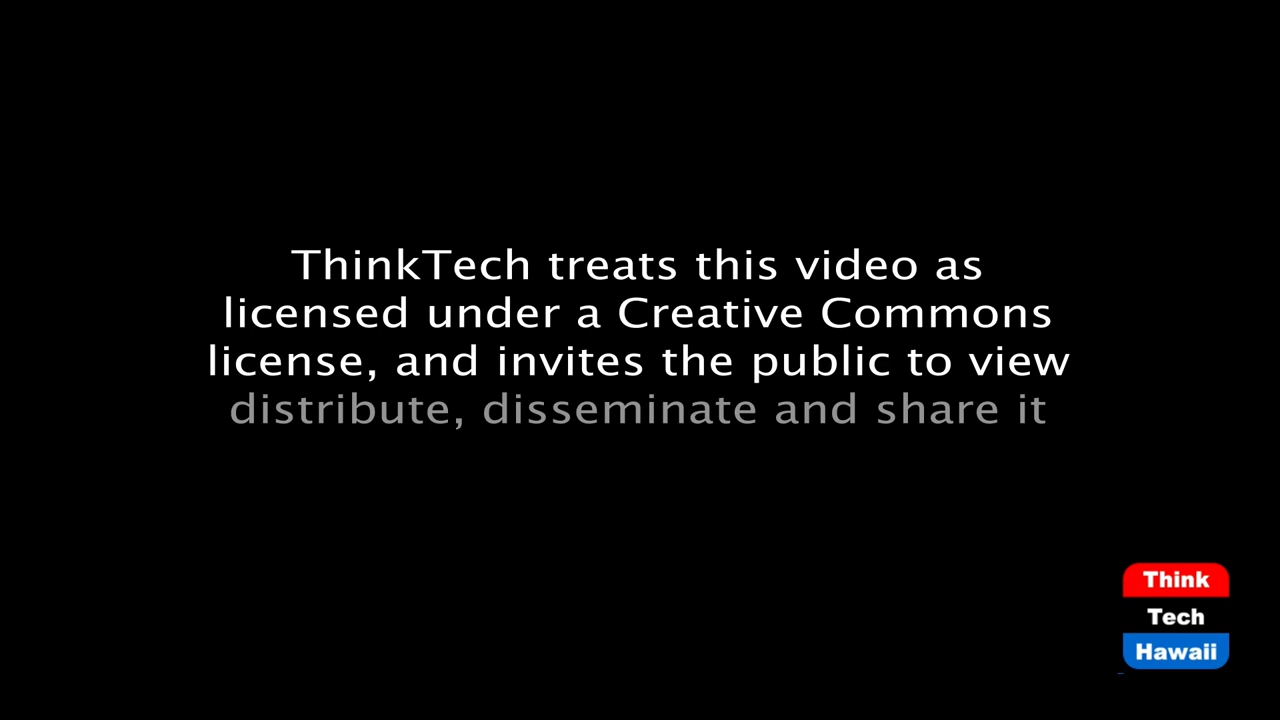 ThinkTech treats this video as
licensed under a Creative Commons
license, and invites the public to view
distribute, disseminate and share it
Think
Tech
Hawaii